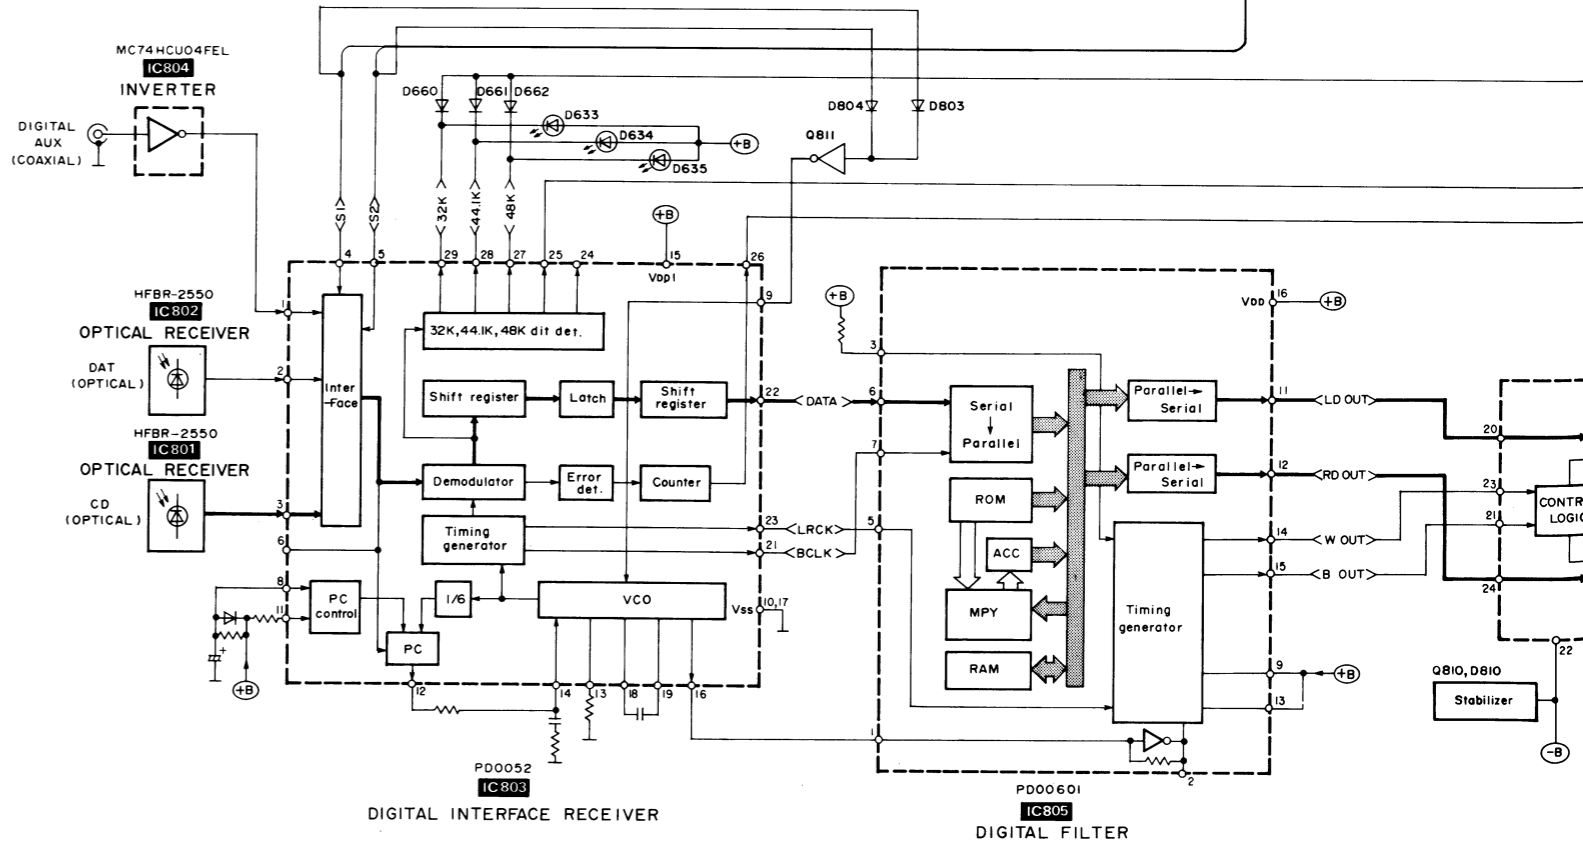 MC74HCU04FEL
IC804
INVERTER
DIGITAL
AUX
(COAXIAL)
HFBR-2550
IC802
OPTICAL RECEIVER
DAT
(OPTICAL)
HFBR-2550
IC801
OPTICAL RECEIVER
CD
(OPTICAL)
<S1>
<S2>
<32K>
<44.1K>
<48K>
D660
D661
D662
D633
D634
D635
+B
D804
D803
Q811
+B
4
5
29
28
27
25
24
15
VDD1
26
9
1
2
3
6
8
11
Inter
-Face
32K, 44.1K, 48K dit det.
Shift register
Latch
Shift
register
22
<DATA>
Demodulator
Error
det.
Counter
Timing
generator
23
<LRCK>
21
<BCLK>
PC
control
1/6
VCO
VSS
10,17
PC
+
+B
12
14
13
18
19
16
PD0052
IC803
DIGITAL INTERFACE RECEIVER
+B
3
6
7
5
1
VDD
16
+B
Serial
↓
Parallel
Parallel→
Serial
11
<LD OUT>
Parallel→
Serial
12
<RD OUT>
ROM
ACC
MPY
RAM
Timing
generator
14
<W OUT>
15
<B OUT>
9
+B
13
2
PD00601
IC805
DIGITAL FILTER
20
23
21
24
CONTR
LOGIC
22
Q810, D810
Stabilizer
-B